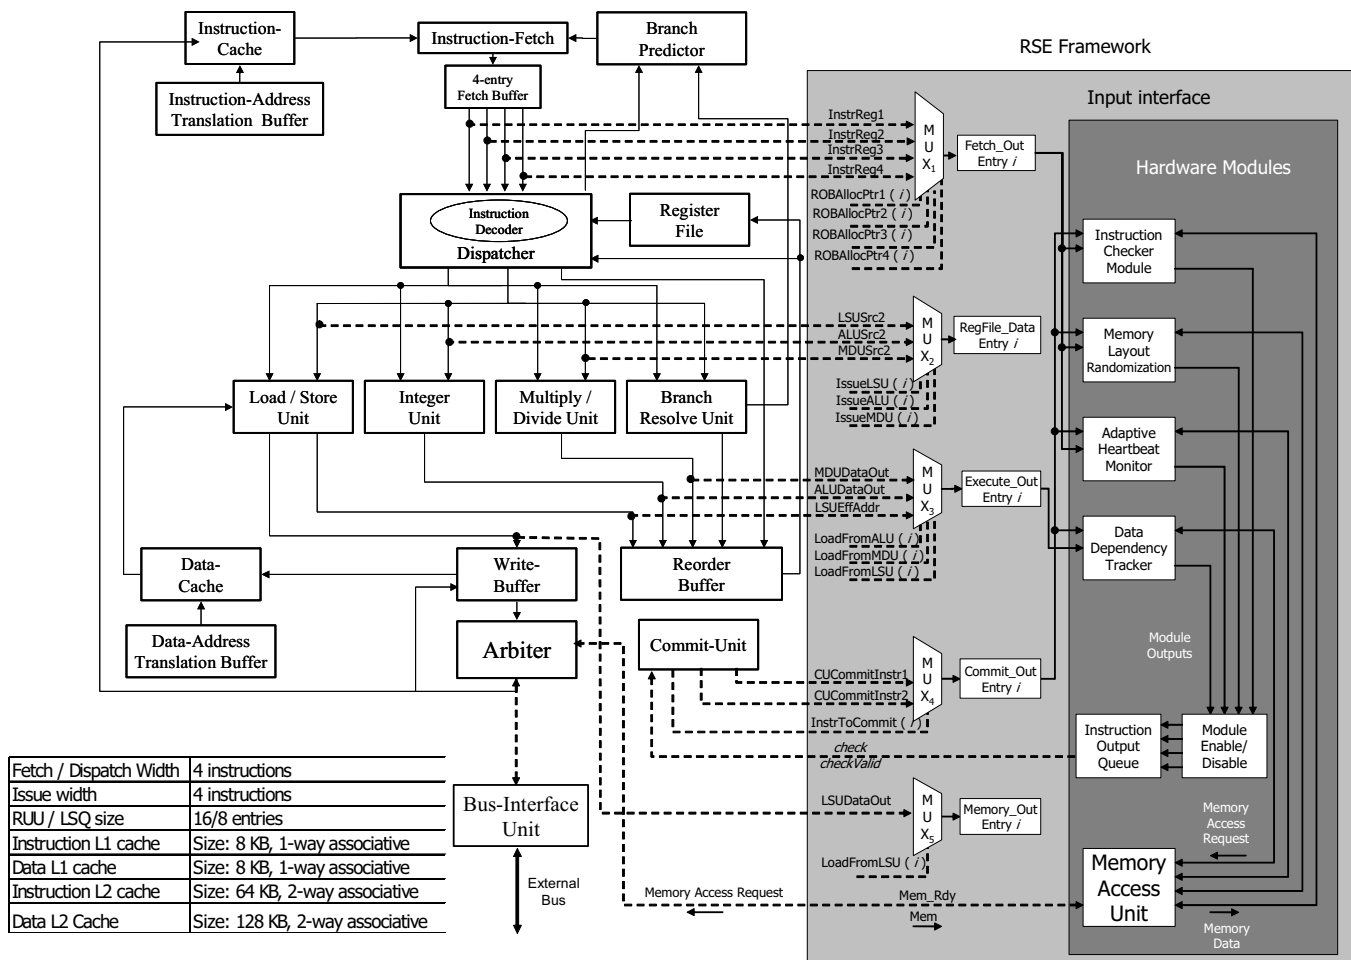 Instruction-
Cache
Instruction-Fetch
Branch
Predictor
RSE Framework
4-entry
Fetch Buffer
Instruction-Address
Translation Buffer
Input interface
InstrReg1
InstrReg2
InstrReg3
InstrReg4
M
U
X1
Fetch_Out
Entry i
Hardware Modules
ROBAllocPtr1 ( i )
ROBAllocPtr2 ( i )
ROBAllocPtr3 ( i )
ROBAllocPtr4 ( i )
Instruction
Decoder
Dispatcher
Register
File
Instruction
Checker
Module
LSUSrc2
ALUSrc2
MDUSrc2
M
U
X2
RegFile_Data
Entry i
Memory
Layout
Randomization
IssueLSU ( i )
IssueALU ( i )
IssueMDU ( i )
Load / Store
Unit
Integer
Unit
Multiply /
Divide Unit
Branch
Resolve Unit
Adaptive
Heartbeat
Monitor
MDUDataOut
ALUDataOut
LSUEffAddr
M
U
X3
Execute_Out
Entry i
LoadFromALU ( i )
LoadFromMDU ( i )
LoadFromLSU ( i )
Data
Dependency
Tracker
Data-
Cache
Write-
Buffer
Reorder
Buffer
Data-Address
Translation Buffer
Arbiter
Commit-Unit
Module
Outputs
CUCommitInstr1
CUCommitInstr2
InstrToCommit ( i )
M
U
X4
Commit_Out
Entry i
check
checkValid
Instruction
Output
Queue
Module
Enable/
Disable
Fetch / Dispatch Width 4 instructions
Issue width 4 instructions
RUU / LSQ size 16/8 entries
Instruction L1 cache Size: 8 KB, 1-way associative
Data L1 cache Size: 8 KB, 1-way associative
Instruction L2 cache Size: 64 KB, 2-way associative
Data L2 Cache Size: 128 KB, 2-way associative
Bus-Interface
Unit
External
Bus
LSUDataOut
M
U
X5
Memory_Out
Entry i
LoadFromLSU ( i )
Memory
Access
Request
Memory
Access
Unit
Memory Access Request
Mem_Rdy
Mem
Memory
Data